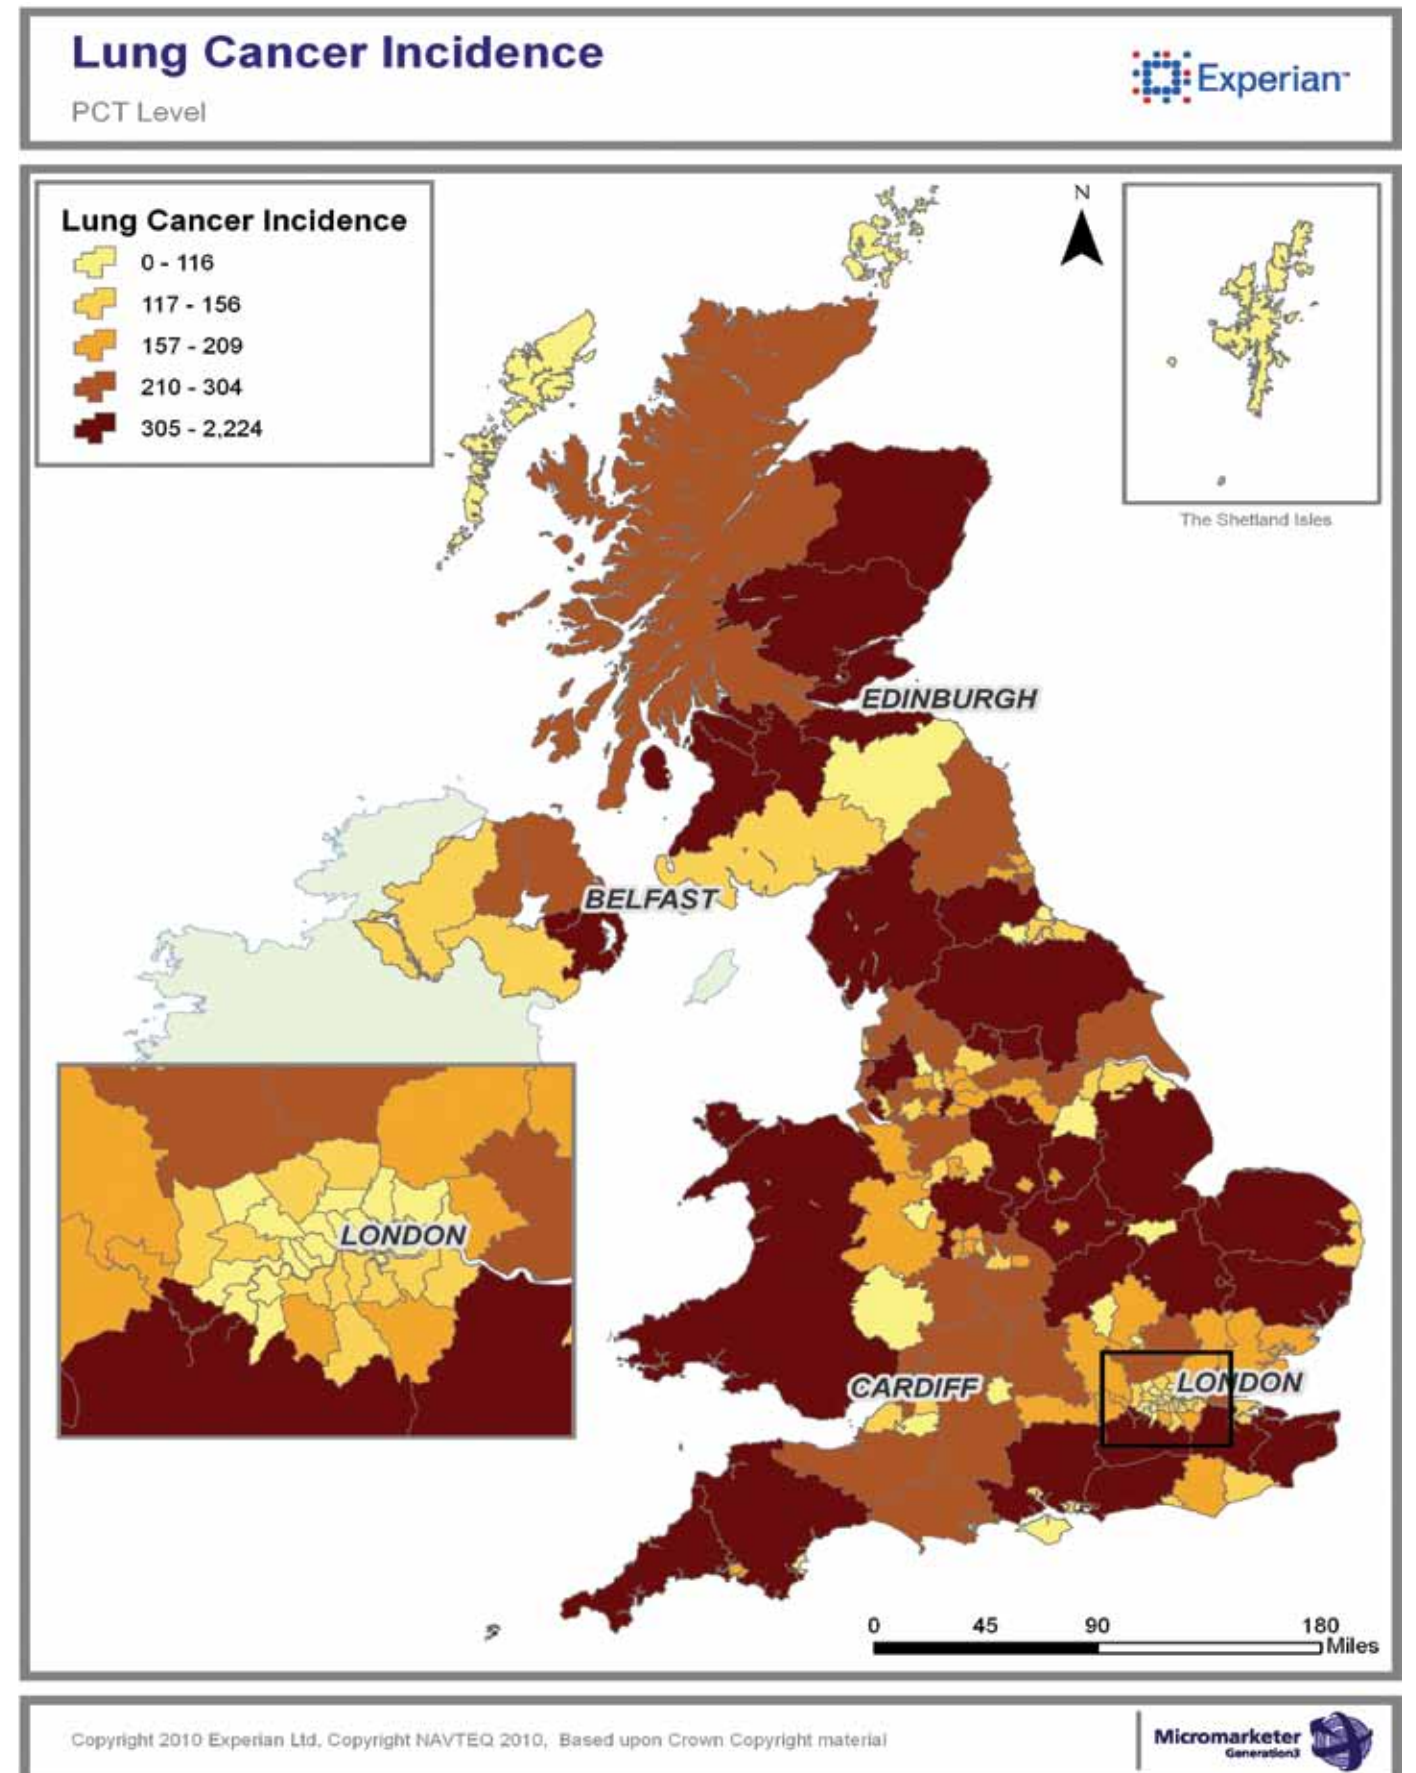 Lung Cancer Incidence
PCT Level
Experian
Lung Cancer Incidence
0 - 116
117 - 156
157 - 209
210 - 304
305 - 2,224
N
The Shetland Isles
EDINBURGH
BELFAST
LONDON
CARDIFF
LONDON
0 45 90 180
Miles
Copyright 2010 Experian Ltd, Copyright NAVTEQ 2010, Based upon Crown Copyright material
Micromarketer
Generation3